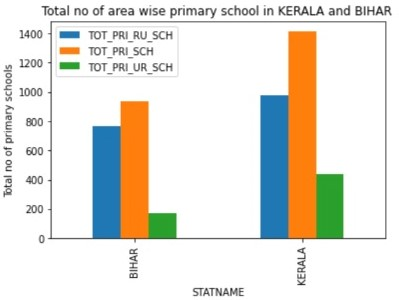 Total no of area wise primary school in KERALA and BIHAR
TOT_PRI_RU_SCH
TOT_PRI_SCH
TOT_PRI_UR_SCH
Total no of primary schools
1400
1200
1000
800
600
400
200
0
BIHAR
KERALA
STATNAME